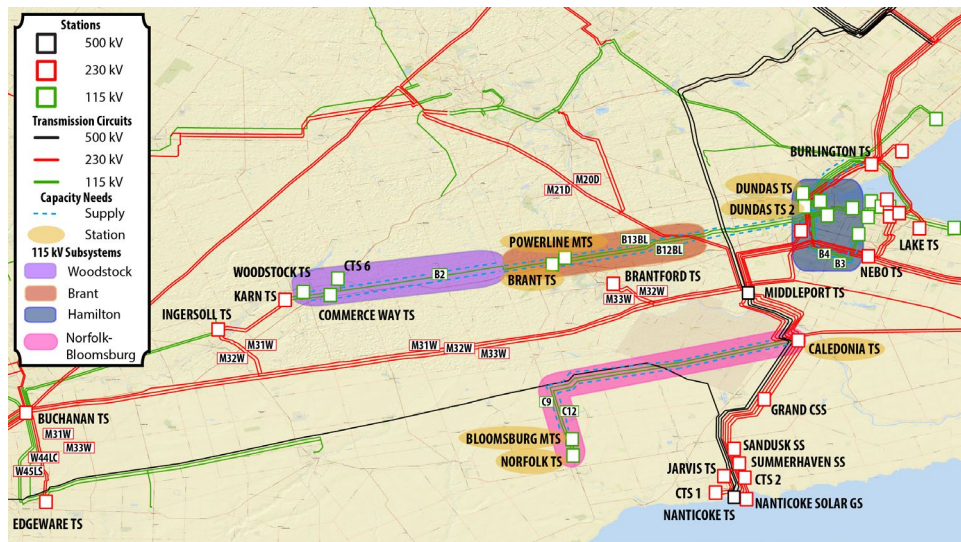 Stations
500 kV
230 kV
115 kV
Transmission Circuits
500 kV
230 kV
115 kV
Capacity Needs
Supply
Station
115 kV Subsystems
Woodstock
Brant
Hamilton
Norfolk-
Bloomsburg
BURLINGTON TS
M20D
M21D
DUNDAS TS
DUNDAS TS 2
POWERLINE MTS
B13BL
B12BL
LAKE TS
B4
B3
NEBO TS
WOODSTOCK TS
CTS 6
B2
BRANT TS
BRANTFORD TS
M32W
M33W
KARN TS
COMMERCE WAY TS
MIDDLEPORT TS
INGERSOLL TS
M31W
M32W
M31W
M32W
M33W
CALEDONIA TS
C9
C12
GRAND CSS
BUCHANAN TS
M31W
M33W
W44LC
W45LS
BLOOMSBURG MTS
NORFOLK TS
SANDUSK SS
SUMMERHAVEN SS
JARVIS TS
CTS 2
CTS 1
NANTICOKE TS
NANTICOKE SOLAR GS
EDGEWARE TS